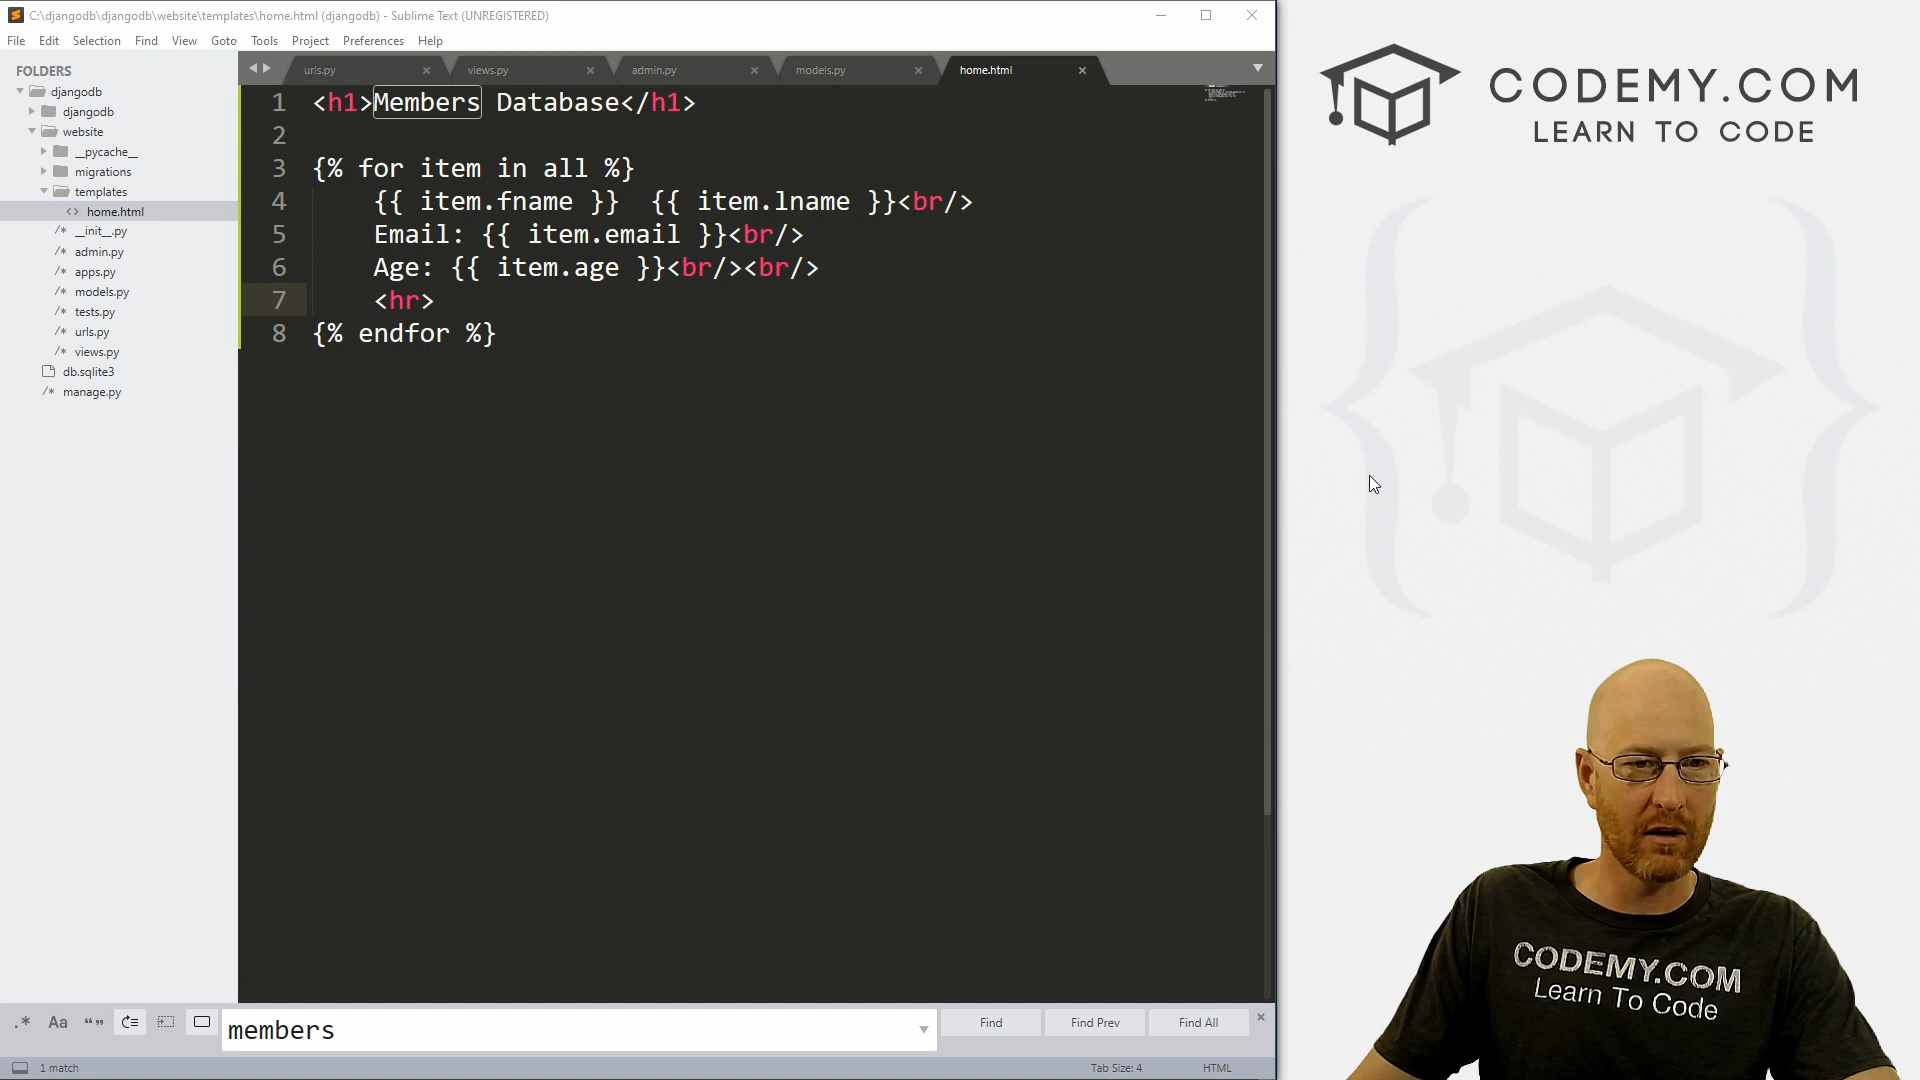 C:\djangodb\djangodb\website\templates\home.html (djangodb) - Sublime Text (UNREGISTERED)
File Edit Selection Find View Goto Tools Project Preferences Help
FOLDERS
djangodb
djangodb
website
__pycache__
migrations
templates
<> home.html
/* __init__.py
/* admin.py
/* apps.py
/* models.py
/* tests.py
/* urls.py
/* views.py
db.sqlite3
/* manage.py
urls.py views.py admin.py models.py home.html
1 <h1>Members Database</h1>
2
3 {% for item in all %}
4 {{ item.fname }} {{ item.lname }}<br/>
5 Email: {{ item.email }}<br/>
6 Age: {{ item.age }}<br/><br/>
7 <hr>
8 {% endfor %}
.* Aa “” members Find Find Prev Find All
1 match Tab Size: 4 HTML
CODEMY.COM
LEARN TO CODE
CODEMY.COM
Learn To Code